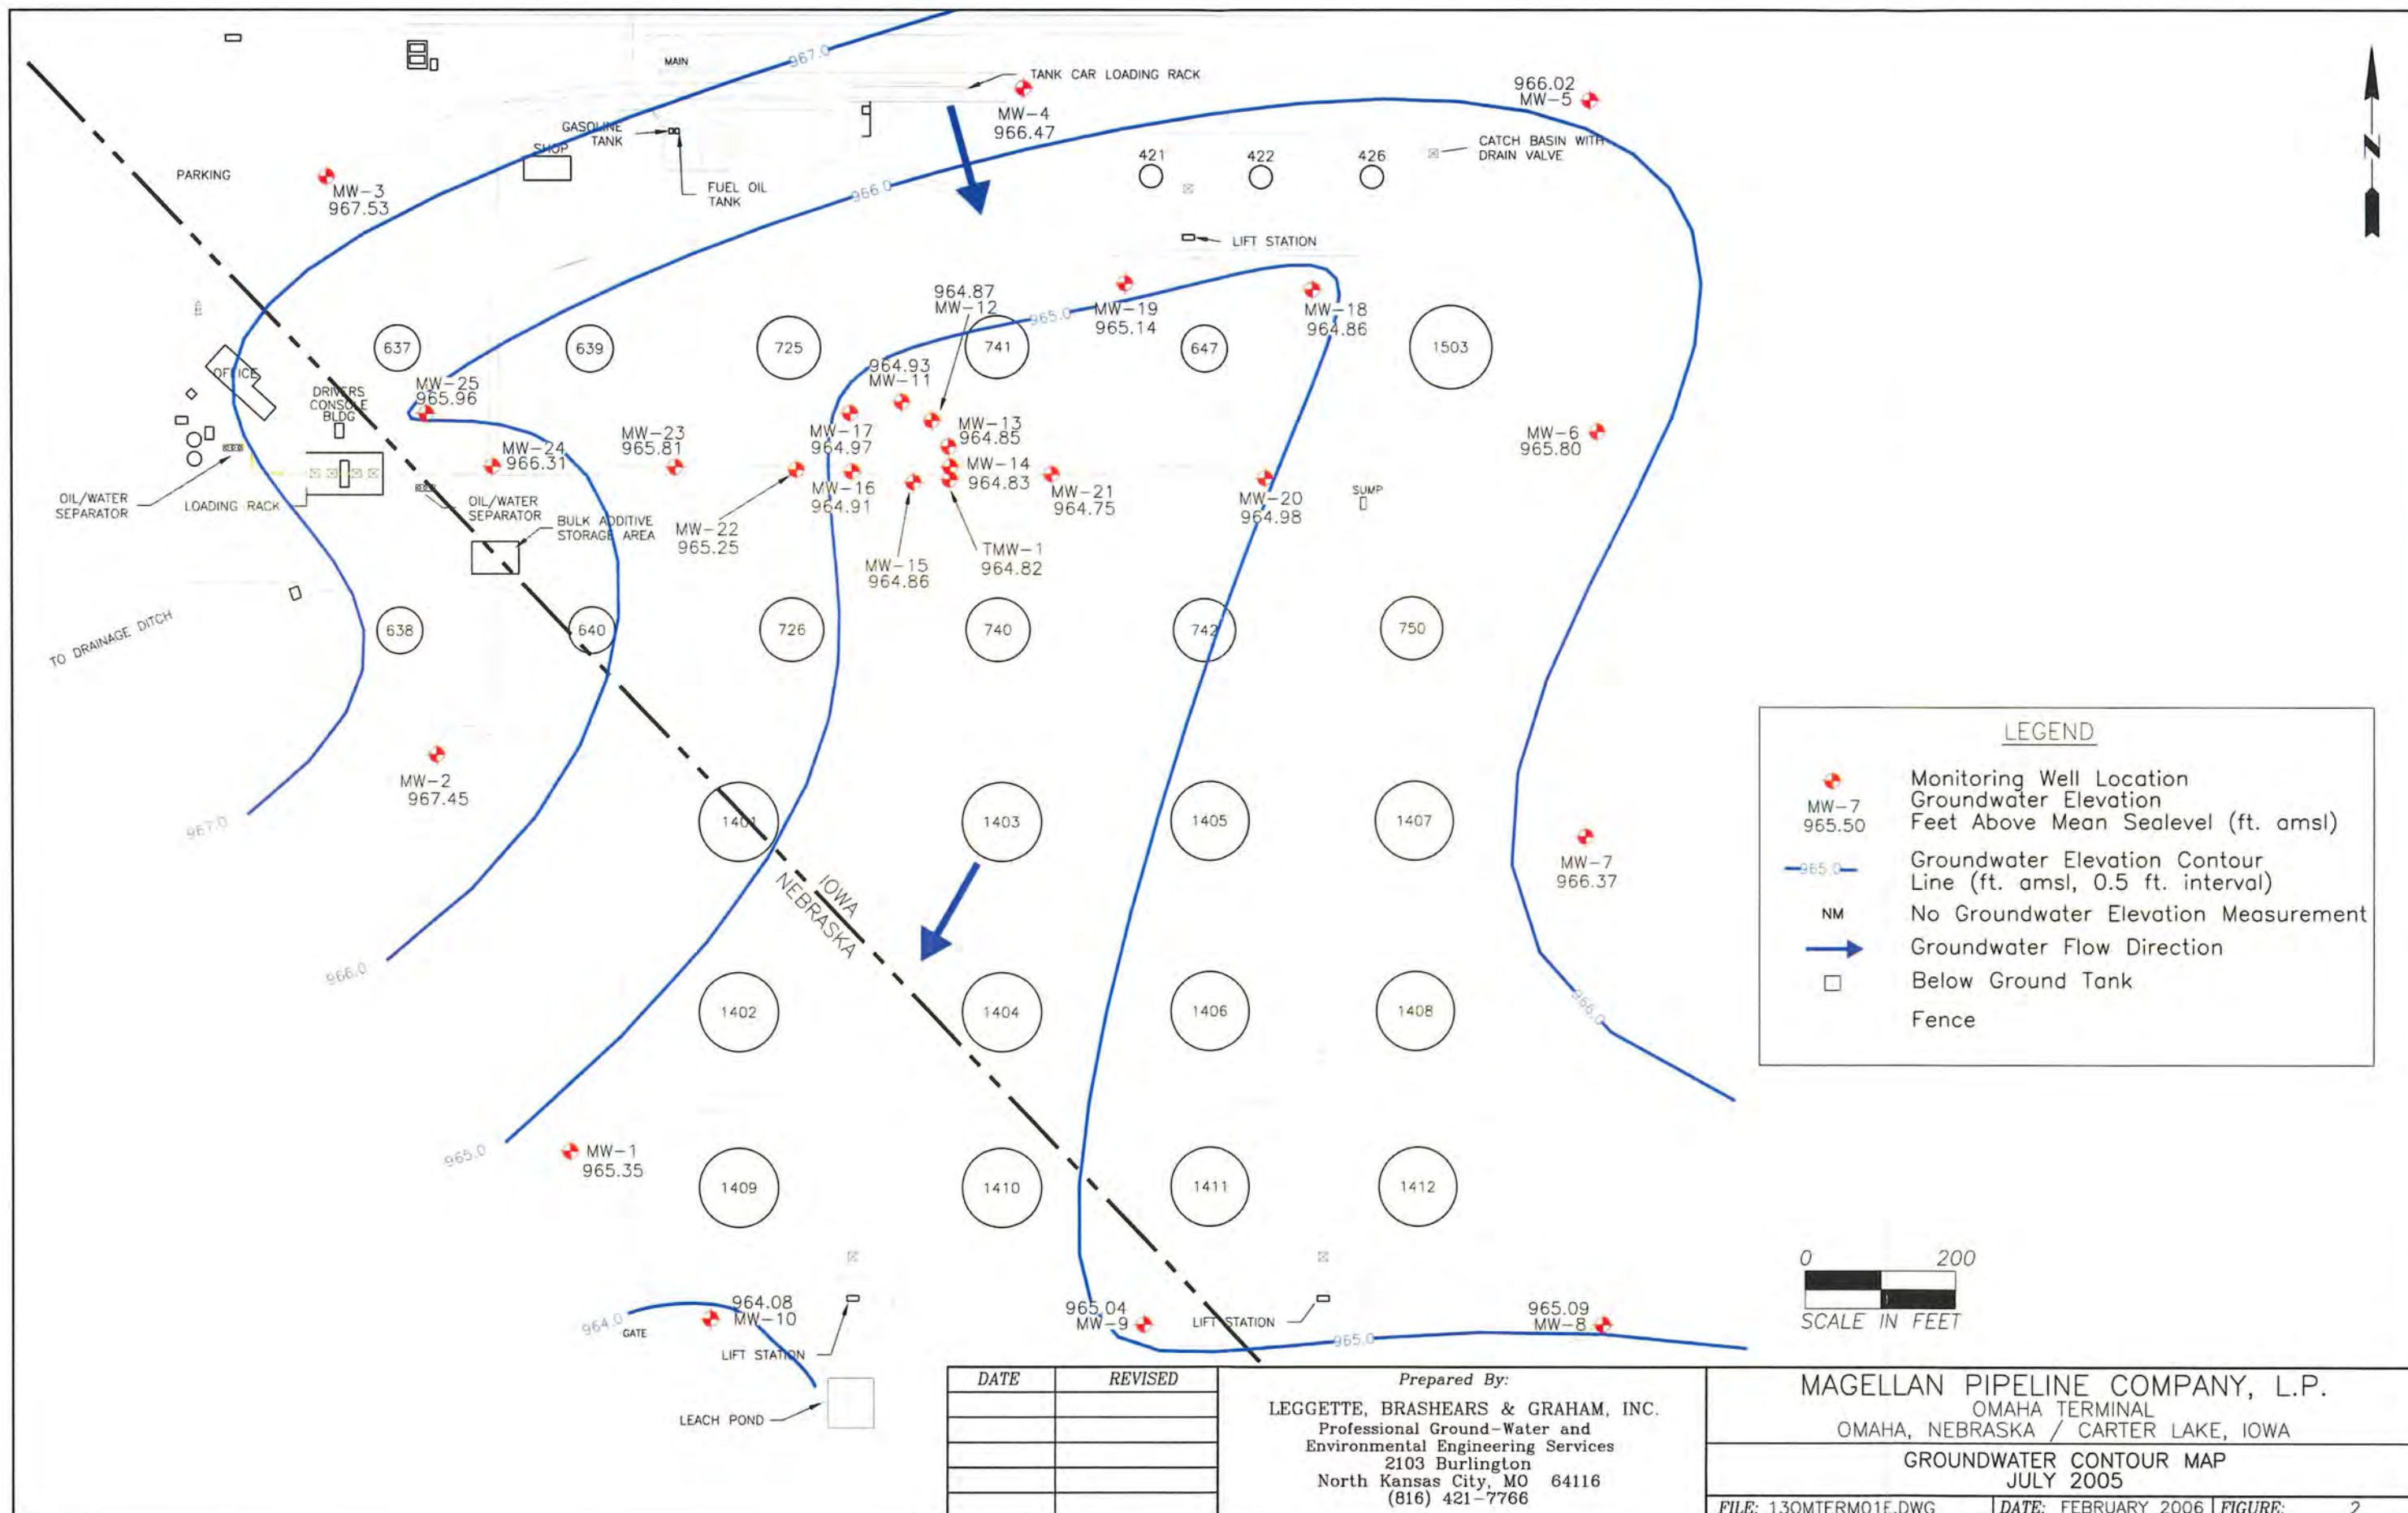 967.0
MAIN
TANK CAR LOADING RACK
966.02
MW-5
MW-4
966.47
GASOLINE
TANK
SHOP
CATCH BASIN WITH
DRAIN VALVE
N
421
422
426
PARKING
MW-3
967.53
FUEL OIL
TANK
966.0
LIFT STATION
964.87
MW-12
965.0
MW-19
965.14
MW-18
964.86
637
639
725
741
647
1503
964.93
MW-11
OFFICE
DRIVERS
CONSOLE
BLDG
MW-25
965.96
MW-24
966.31
MW-23
965.81
MW-17
964.97
MW-13
964.85
MW-6
965.80
MW-14
964.83
OIL/WATER
SEPARATOR
LOADING RACK
OIL/WATER
SEPARATOR
MW-16
964.91
MW-21
964.75
MW-20
964.98
SUMP
BULK ADDITIVE
STORAGE AREA
MW-22
965.25
MW-15
964.86
TMW-1
964.82
TO DRAINAGE DITCH
638
640
726
740
742
750
MW-2
967.45
967.0
1401
1403
1405
1407
MW-7
966.37
IOWA
NEBRASKA
966.0
966.0
1402
1404
1406
1408
965.0
MW-1
965.35
1409
1410
1411
1412
964.0
GATE
964.08
MW-10
LIFT STATION
965.04
MW-9
LIFT STATION
965.0
965.09
MW-8
LEACH POND
LEGEND
Monitoring Well Location
MW-7
965.50
Groundwater Elevation
Feet Above Mean Sealevel (ft. amsl)
965.0
Groundwater Elevation Contour
Line (ft. amsl, 0.5 ft. interval)
NM No Groundwater Elevation Measurement
Groundwater Flow Direction
Below Ground Tank
Fence
0 200
SCALE IN FEET
DATE REVISED
Prepared By:
LEGGETTE, BRASHEARS & GRAHAM, INC.
Professional Ground-Water and
Environmental Engineering Services
2103 Burlington
North Kansas City, MO 64116
(816) 421-7766
MAGELLAN PIPELINE COMPANY, L.P.
OMAHA TERMINAL
OMAHA, NEBRASKA / CARTER LAKE, IOWA
GROUNDWATER CONTOUR MAP
JULY 2005
FILE: 13OMTERM01E.DWG DATE: FEBRUARY 2006 FIGURE: 2